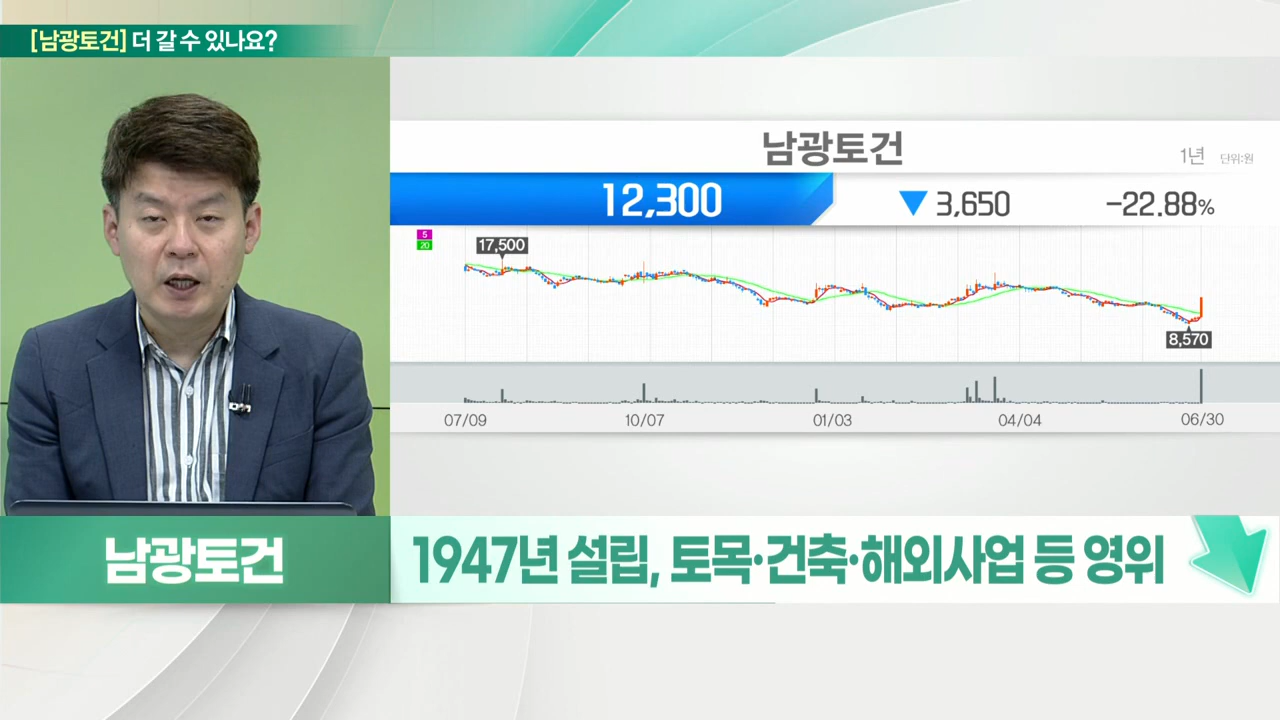 [남광토건] 더 갈 수 있나요?
남광토건
1년 단위:원
12,300 ▼ 3,650 -22.88%
5
20
17,500
8,570
07/09 10/07 01/03 04/04 06/30
남광토건
1947년 설립, 토목·건축·해외사업 등 영위